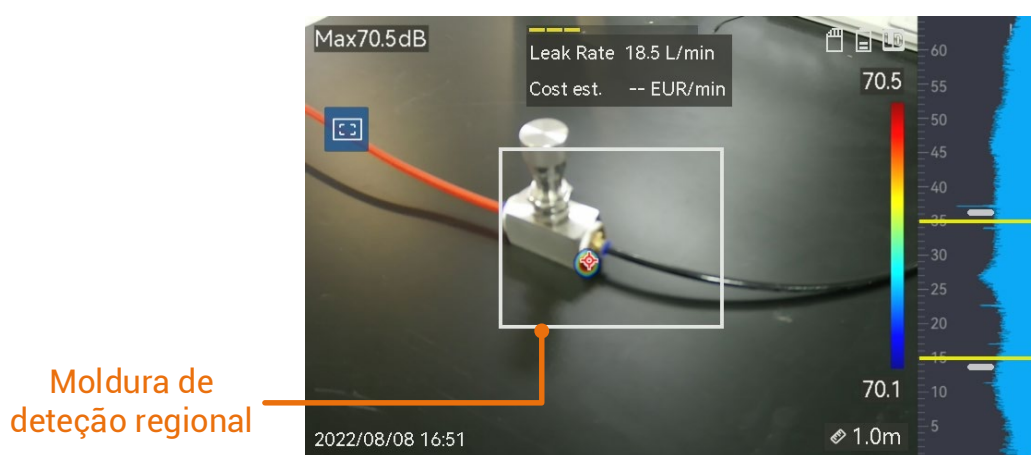 Max70.5dB
Leak Rate 18.5 L/min
Cost est. -- EUR/min
70.5
70.1
60
55
50
45
40
35
30
25
20
15
10
5
Moldura de
deteção regional
2022/08/08 16:51
1.0m